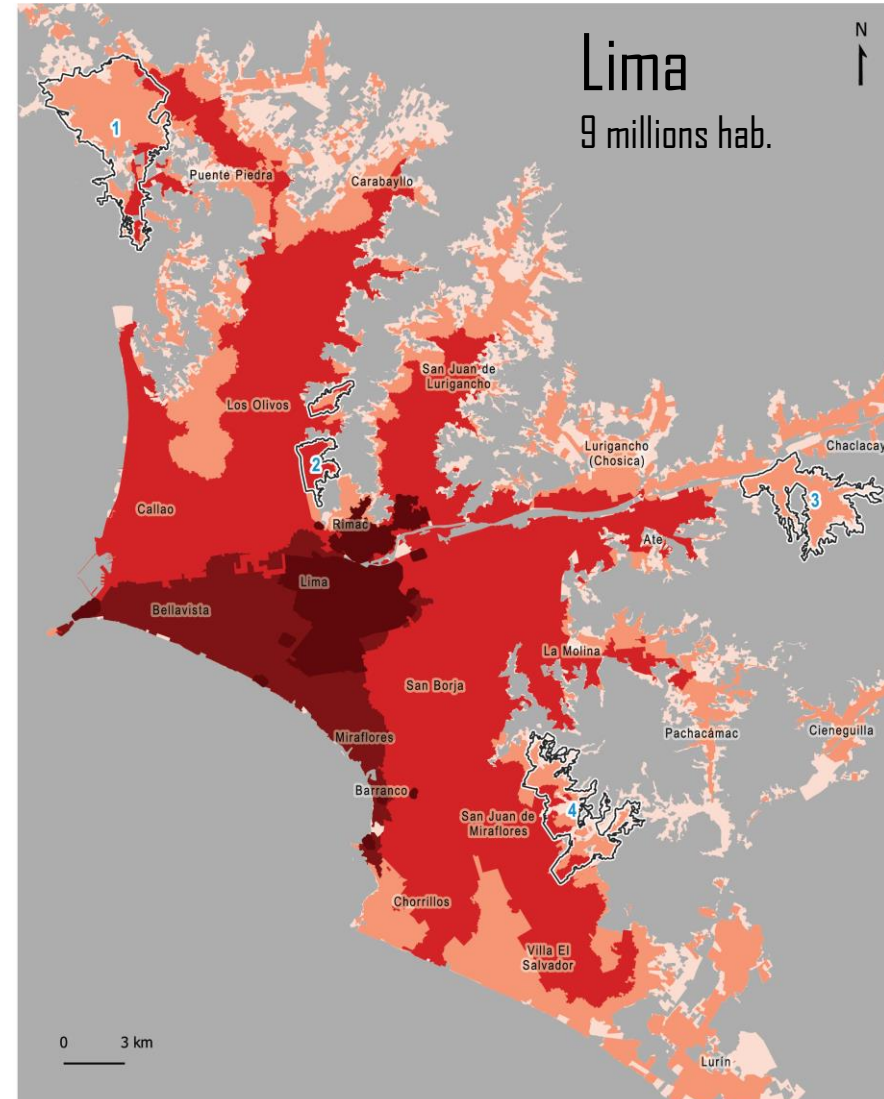 Lima
9 millions hab.
N
1
Puente Piedra
Carabayllo
San Juan de
Lurigancho
Los Olivos
Lurigancho
(Chosica)
Chaclacay
2
3
Callao
Rimac
Ate
Lima
Bellavista
La Molina
San Borja
Pachacámac
Cieneguilla
Miraflores
Barranco
San Juan de
Miraflores
4
Chorrillos
Villa El
Salvador
0 3 km
Lurín